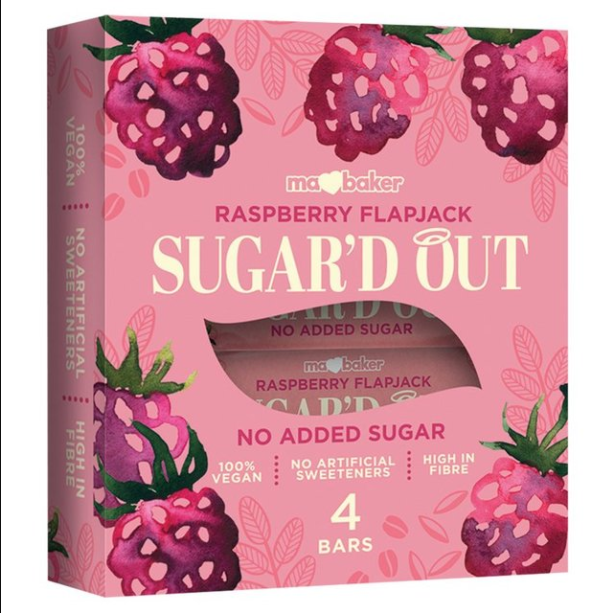 ma baker
RASPBERRY FLAPJACK
SUGAR'D OUT
NO ADDED SUGAR
ma baker
RASPBERRY FLAPJACK
SUGAR'D
NO ADDED SUGAR
100%
VEGAN
NO ARTIFICIAL
SWEETENERS
HIGH IN
FIBRE
4
BARS
100%
VEGAN
NO ARTIFICIAL
SWEETENERS
HIGH IN
FIBRE